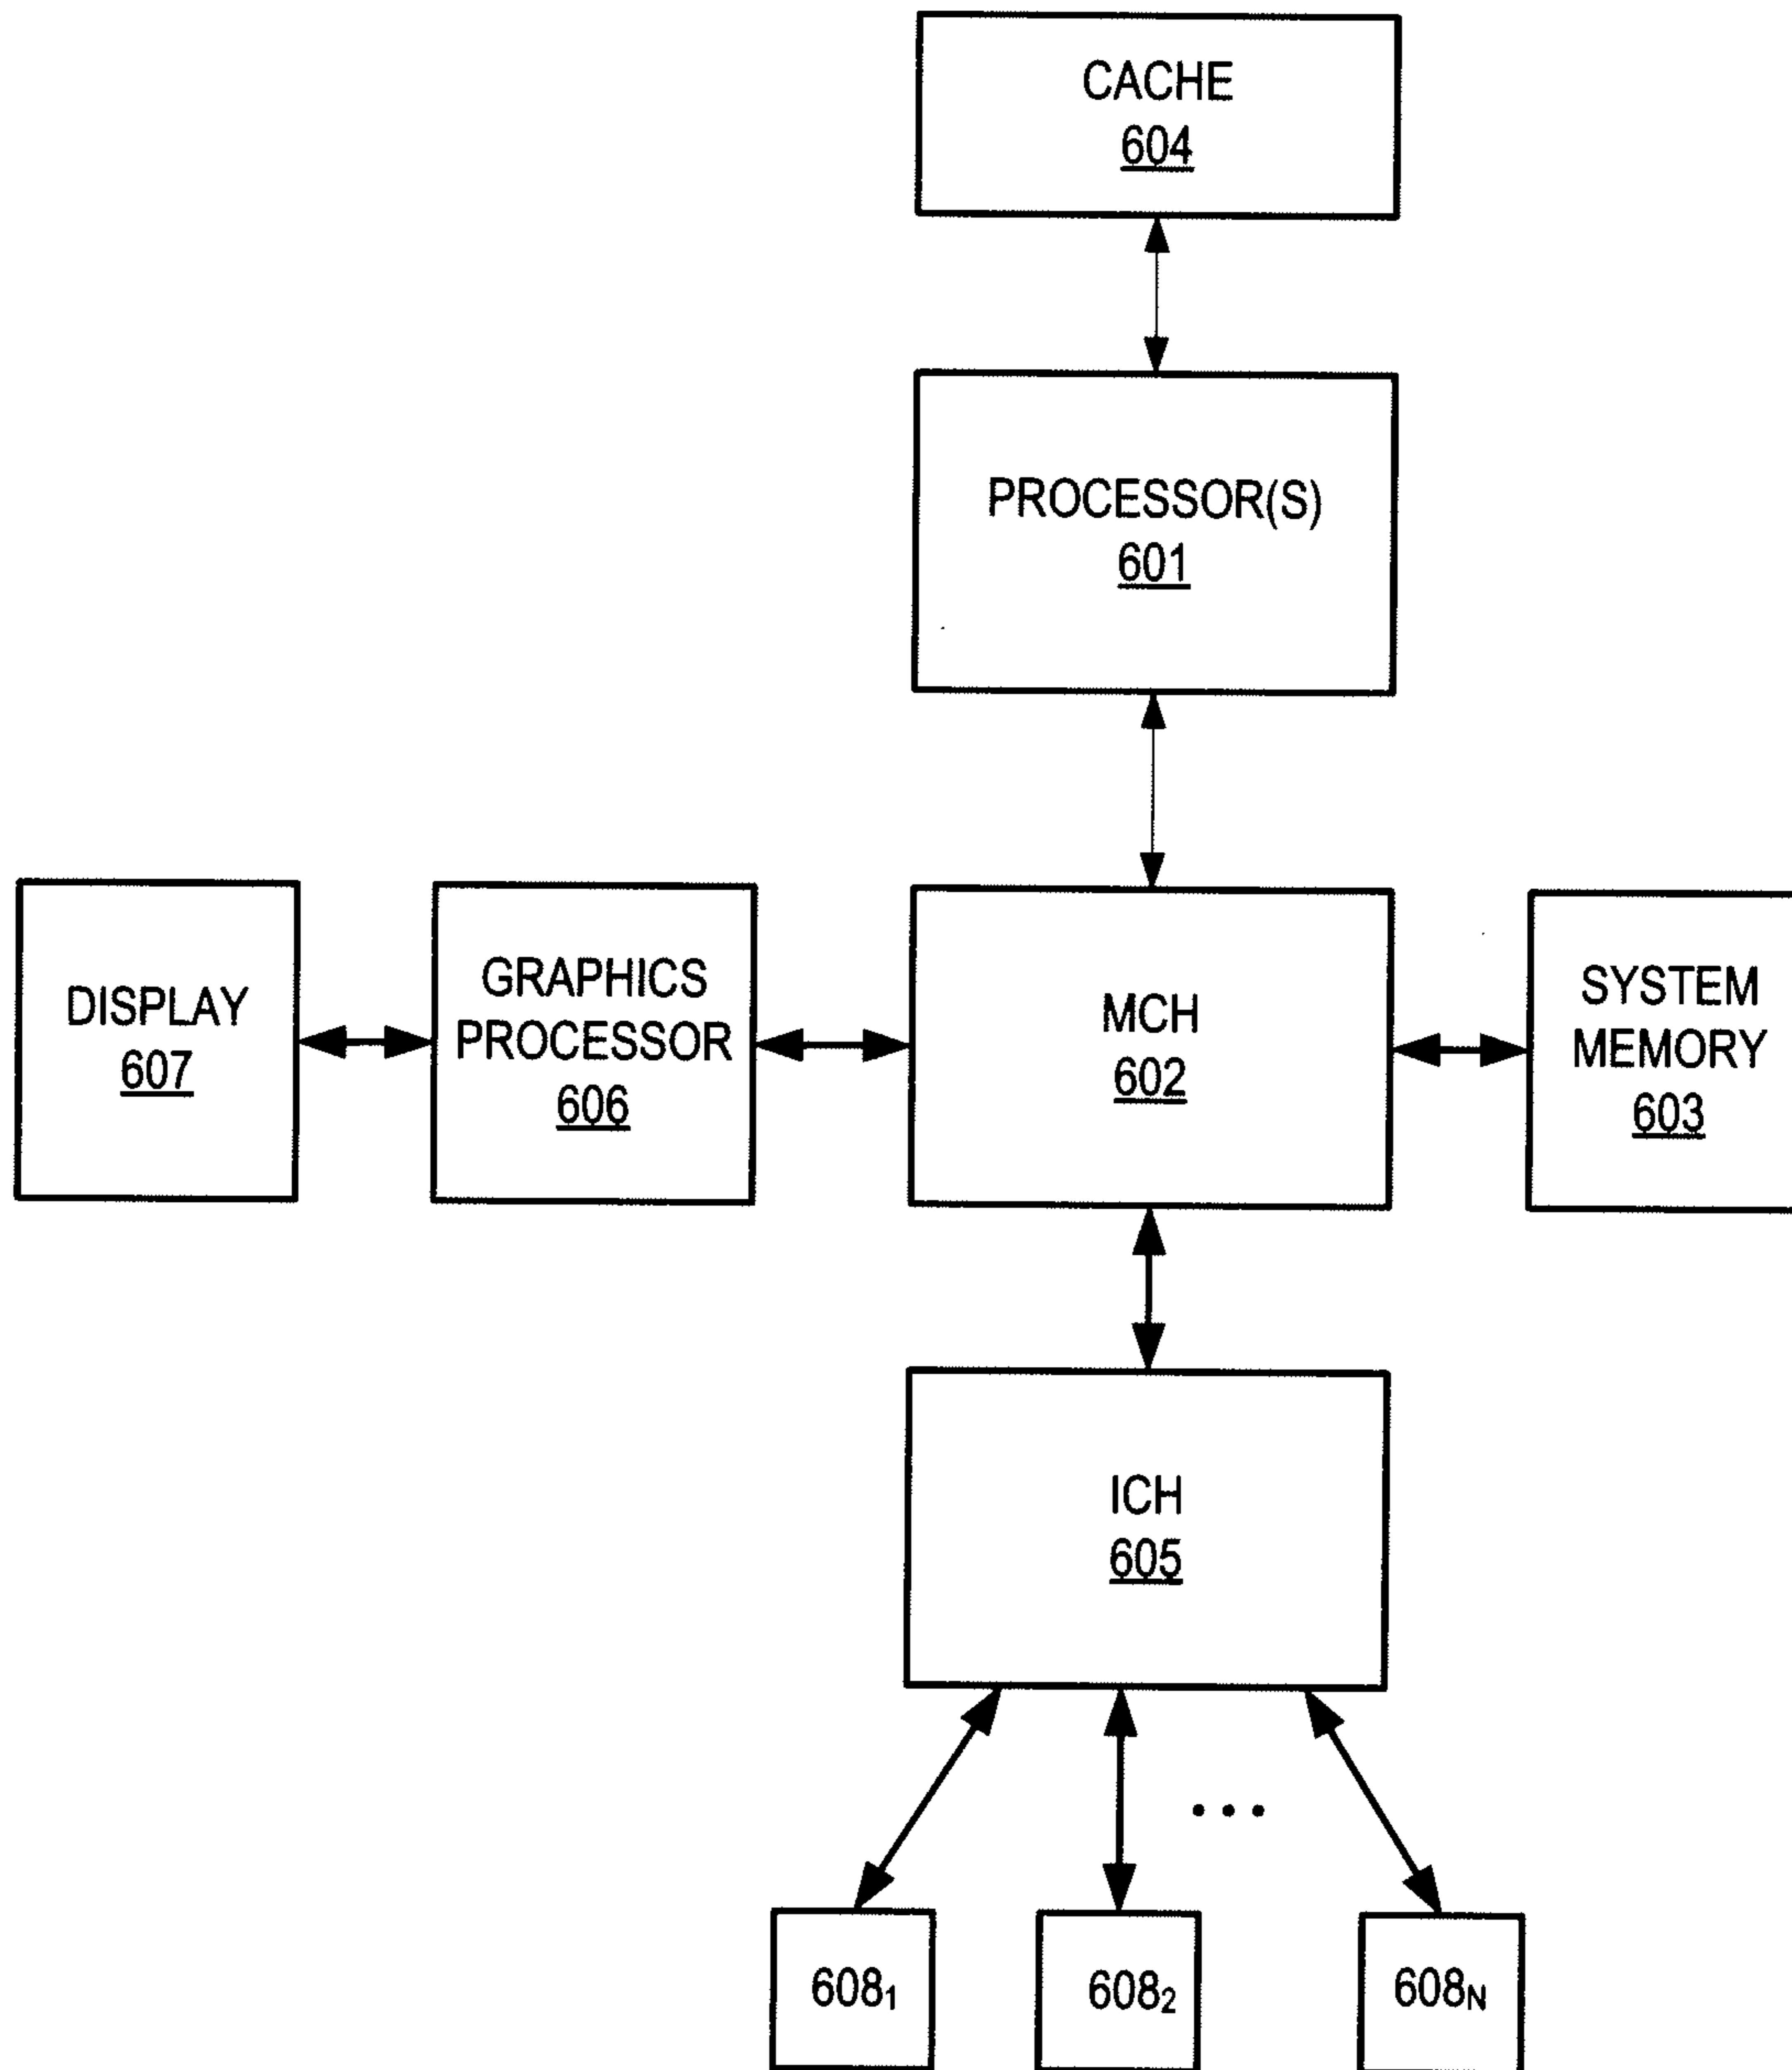 CACHE
604
PROCESSOR(S)
601
DISPLAY
607
GRAPHICS
PROCESSOR
606
MCH
602
SYSTEM
MEMORY
603
ICH
605
• • •
608₁
608₂
608N